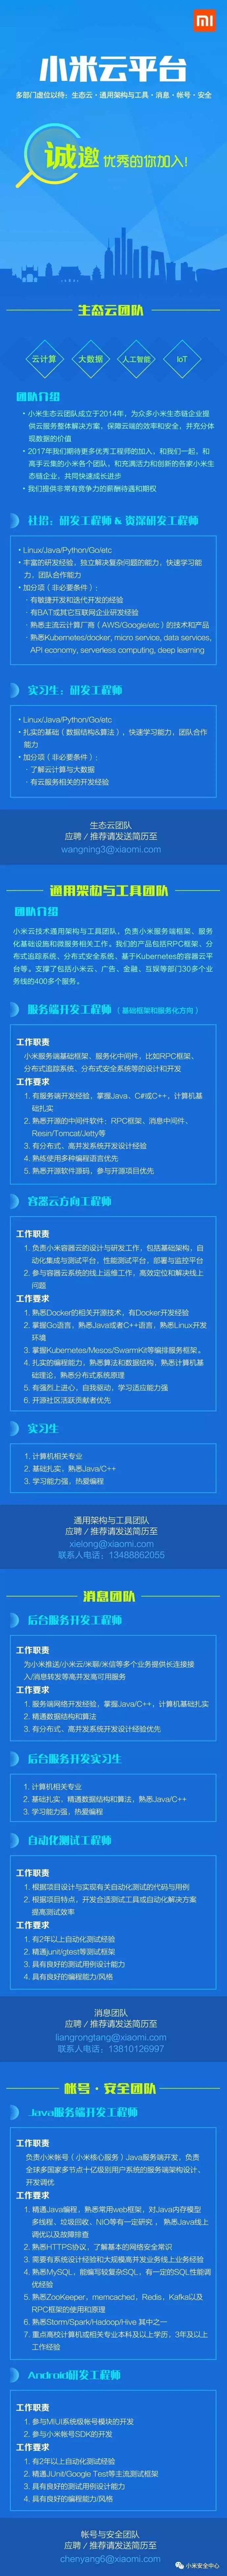 MI
小米云平台
多部门虚位以待：生态云·通用架构与工具·消息·帐号·安全
诚邀 优秀的你加入!
生态云团队
云计算 大数据 人工智能 IoT
团队介绍
· 小米生态云团队成立于2014年，为众多小米生态链企业提
供云服务整体解决方案，保障云端的效率和安全，并充分体
现数据的价值
· 2017年我们期待更多优秀工程师的加入，和我们一起，和
高手云集的小米各个团队，和充满活力和创新的各家小米生
态链企业，共同快速成长进步
· 我们提供非常有竞争力的薪酬待遇和期权
社招：研发工程师 & 资深研发工程师
· Linux/Java/Python/Go/etc
· 丰富的研发经验，独立解决复杂问题的能力，快速学习能
力，团队合作能力
· 加分项（非必要条件）：
· 有敏捷开发和迭代开发的经验
· 有BAT或其它互联网企业研发经验
· 熟悉主流云计算厂商（AWS/Google/etc）的技术和产品
· 熟悉Kubernetes/docker, micro service, data services,
API economy, serverless computing, deep learning
实习生：研发工程师
· Linux/Java/Python/Go/etc
· 扎实的基础（数据结构&算法），快速学习能力，团队合作
能力
· 加分项（非必要条件）：
· 了解云计算与大数据
· 有云服务相关的开发经验
生态云团队
应聘／推荐请发送简历至
wangning3@xiaomi.com
通用架构与工具团队
团队介绍
小米云技术通用架构与工具团队，负责小米服务端框架、服务
化基础设施和微服务相关工作。我们的产品包括RPC框架、分
布式追踪系统、分布式安全系统、基于Kubernetes的容器云平
台等。支撑了包括小米云、广告、金融、互娱等部门30多个业
务线的400多个服务。
服务端开发工程师（基础框架和服务化方向）
工作职责
小米服务端基础框架、服务化中间件，比如RPC框架、
分布式追踪系统、分布式安全系统等的设计和开发
工作要求
1. 有服务端开发经验，掌握Java、C#或C++，计算机基
础扎实
2. 熟悉开源的中间件软件：RPC框架、消息中间件、
Resin/Tomcat/Jetty等
3. 有分布式、高并发系统开发设计经验
4. 熟练使用多种编程语言优先
5. 熟悉开源软件源码，参与开源项目优先
容器云方向工程师
工作职责
1. 负责小米容器云的设计与研发工作，包括基础架构，自
动化集成与测试平台，性能测试平台，部署与监控平台
2. 参与容器云系统的线上运维工作，高效定位和解决线上
问题
工作要求
1. 熟悉Docker的相关开源技术，有Docker开发经验
2. 掌握Go语言，熟悉Java或者C++语言，熟悉Linux开发
环境
3. 掌握Kubernetes/Mesos/SwarmKit等编排服务框架。
4. 扎实的编程能力，熟悉算法和数据结构，熟悉计算机基
础理论，熟悉分布式系统原理
5. 有强烈上进心，自我驱动，学习适应能力强
6. 开源社区活跃贡献者优先
实习生
1. 计算机相关专业
2. 基础扎实，熟悉Java/C++
3. 学习能力强，热爱编程
通用架构与工具团队
应聘／推荐请发送简历至
xielong@xiaomi.com
联系人电话：13488862055
消息团队
后台服务开发工程师
工作职责
为小米推送/小米云/米聊/米信等多个业务提供长连接接
入/消息转发等高并发高可用服务
工作要求
1. 服务端网络开发经验，掌握Java/C++，计算机基础扎实
2. 精通数据结构和算法
3. 有分布式、高并发系统开发设计经验优先
后台服务开发实习生
1. 计算机相关专业
2. 基础扎实，精通数据结构和算法，熟悉Java/C++
3. 学习能力强，热爱编程
自动化测试工程师
工作职责
1. 根据项目设计与实现有关自动化测试的代码与用例
2. 根据项目特点，开发合适测试工具或自动化解决方案
提高测试效率
工作要求
1. 有2年以上自动化测试经验
2. 精通junit/gtest等测试框架
3. 具有良好的测试用例设计能力
4. 具有良好的编程能力/风格
消息团队
应聘／推荐请发送简历至
liangrongtang@xiaomi.com
联系人电话：13810126997
帐号·安全团队
Java服务端开发工程师
工作职责
负责小米帐号（小米核心服务）Java服务端开发，负责
全球多国家多节点十亿级别用户系统的服务端架构设计、
开发调优
工作要求
1. 精通Java编程，熟悉常用web框架，对Java内存模型
多线程、垃圾回收、NIO等有一定研究 ， 熟悉Java线上
调优以及故障排查
2. 熟悉HTTPS协议，了解基本的网络安全常识
3. 需要有系统设计经验和大规模高并发业务线上业务经验
4. 熟悉MySQL，能编写较复杂SQL，有一定的SQL性能调
优经验
5. 熟悉ZooKeeper，memcached，Redis，Kafka以及
RPC框架的使用和原理
6. 熟悉Storm/Spark/Hadoop/Hive 其中之一
7. 重点高校计算机或相关专业本科及以上学历，3年及以上
工作经验
Android研发工程师
工作职责
1. 参与MIUI系统级帐号模块的开发
2. 参与小米帐号SDK的开发
工作要求
1. 有2年以上自动化测试经验
2. 精通JUnit/Google Test等主流测试框架
3. 具有良好的测试用例设计能力
4. 具有良好的编程能力/风格
帐号与安全团队
应聘／推荐请发送简历至
chenyang6@xiaomi.com
小米安全中心